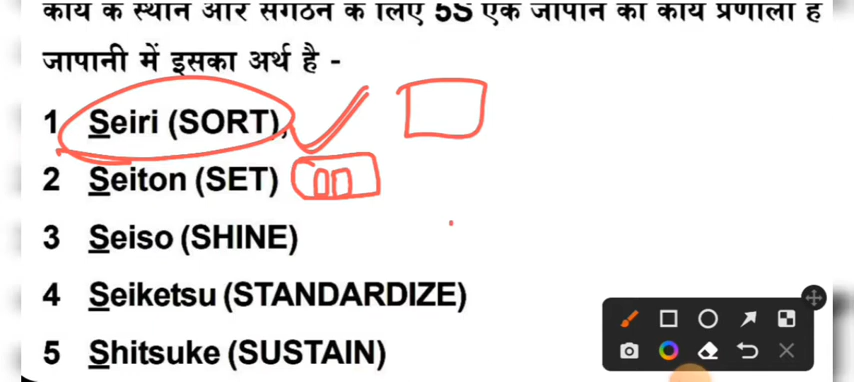 कार्य के स्थान और संगठन के लिए 5S एक जापान की कार्य प्रणाली है
जापानी में इसका अर्थ है -
1 Seiri (SORT),
2 Seiton (SET)
3 Seiso (SHINE)
4 Seiketsu (STANDARDIZE)
5 Shitsuke (SUSTAIN)